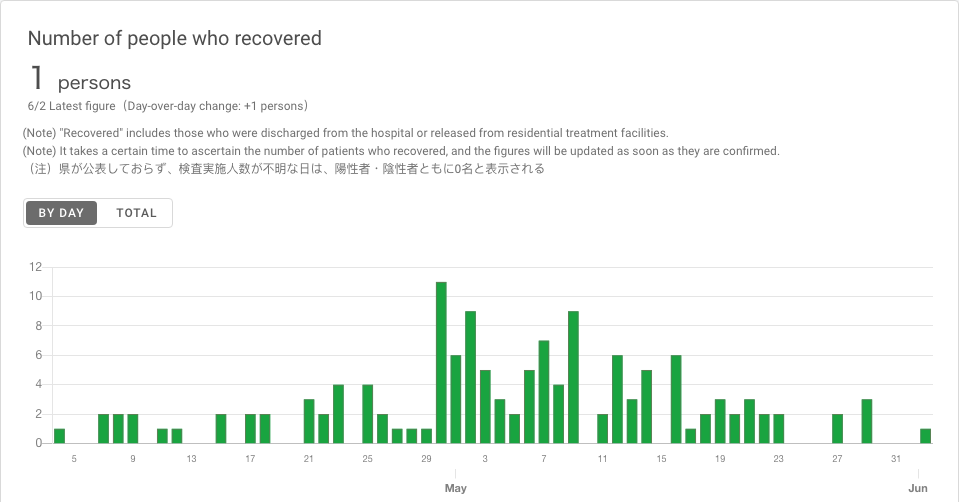 Number of people who recovered
1 persons
6/2 Latest figure（Day-over-day change: +1 persons）
(Note) "Recovered" includes those who were discharged from the hospital or released from residential treatment facilities.
(Note) It takes a certain time to ascertain the number of patients who recovered, and the figures will be updated as soon as they are confirmed.
（注）県が公表しておらず、検査実施人数が不明な日は、陽性者・陰性者ともに0名と表示される
BY DAY TOTAL
12
10
8
6
4
2
0
5 9 13 17 21 25 29 3 7 11 15 19 23 27 31
May Jun